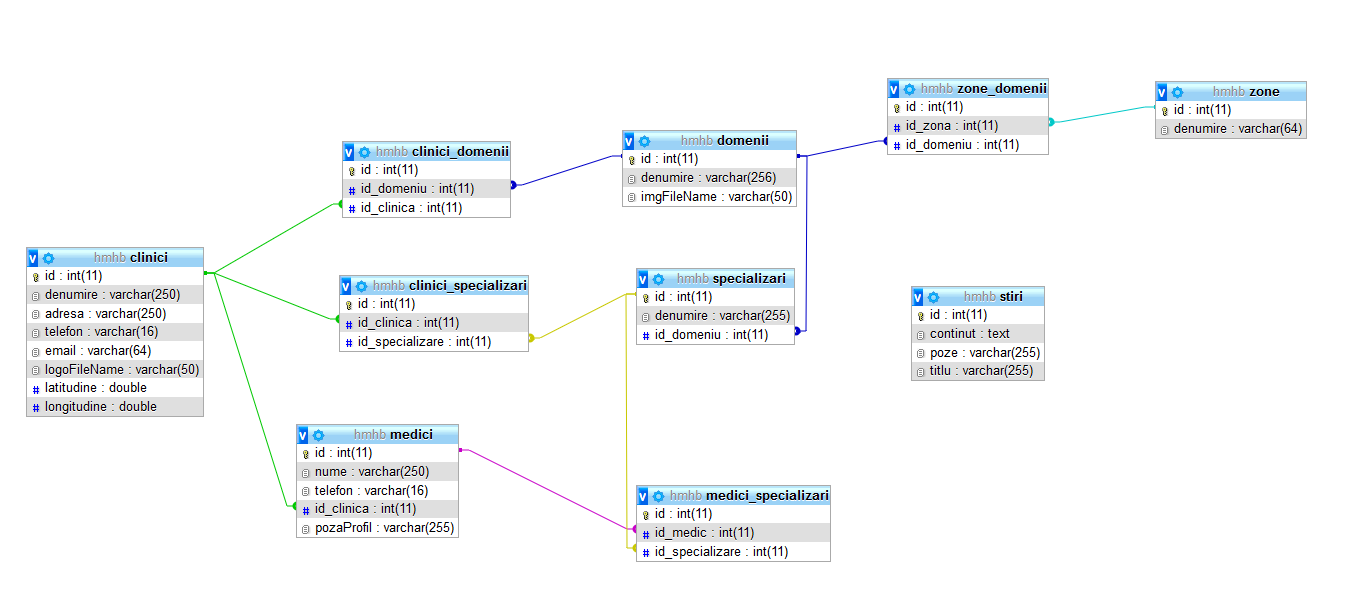 hmhb zone_domenii
id : int(11)
id_zona : int(11)
id_domeniu : int(11)
hmhb zone
id : int(11)
denumire : varchar(64)
hmhb domenii
id : int(11)
denumire : varchar(256)
imgFileName : varchar(50)
hmhb clinici_domenii
id : int(11)
id_domeniu : int(11)
id_clinica : int(11)
hmhb clinici
id : int(11)
denumire : varchar(250)
adresa : varchar(250)
telefon : varchar(16)
email : varchar(64)
logoFileName : varchar(50)
latitudine : double
longitudine : double
hmhb clinici_specializari
id : int(11)
id_clinica : int(11)
id_specializare : int(11)
hmhb specializari
id : int(11)
denumire : varchar(255)
id_domeniu : int(11)
hmhb stiri
id : int(11)
continut : text
poze : varchar(255)
titlu : varchar(255)
hmhb medici
id : int(11)
nume : varchar(250)
telefon : varchar(16)
id_clinica : int(11)
pozaProfil : varchar(255)
hmhb medici_specializari
id : int(11)
id_medic : int(11)
id_specializare : int(11)